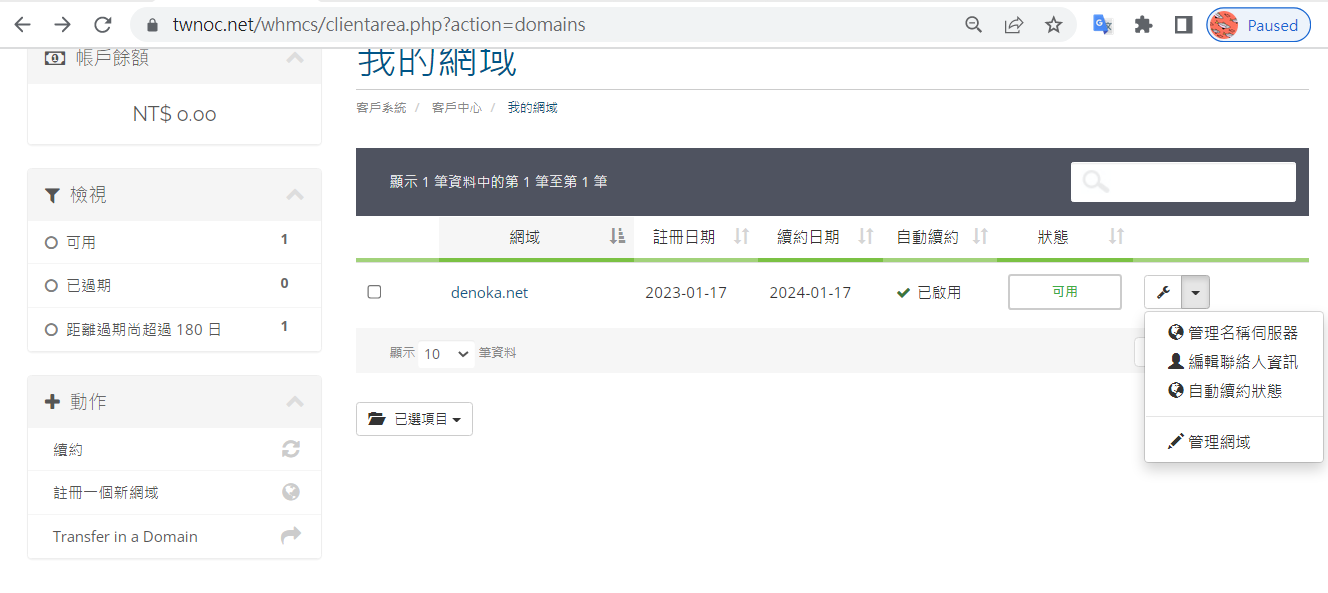 twnoc.net/whmcs/clientarea.php?action=domains
Paused
帳戶餘額
NT$ 0.00
檢視
可用 1
已過期 0
距離過期尚超過 180 日 1
動作
續約
註冊一個新網域
Transfer in a Domain
我的網域
客戶系統 / 客戶中心 / 我的網域
顯示 1 筆資料中的第 1 筆至第 1 筆
網域 註冊日期 續約日期 自動續約 狀態
denoka.net 2023-01-17 2024-01-17 已啟用 可用
管理名稱伺服器
編輯聯絡人資訊
自動續約狀態
管理網域
顯示 10 筆資料
已選項目